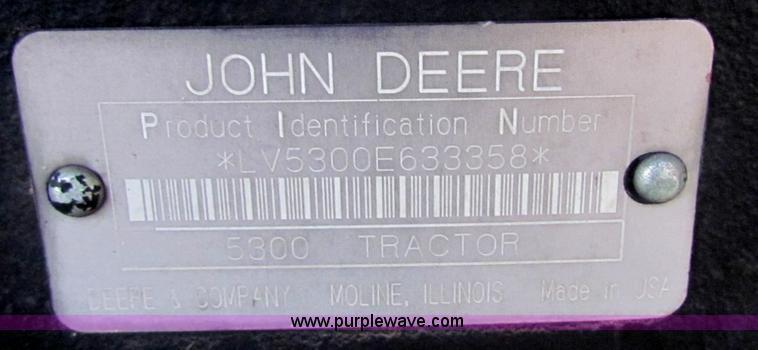 JOHN DEERE
Product Identification Number
*LV5300E633358*
5300 TRACTOR
DEERE & COMPANY MOLINE, ILLINOIS Made in USA
www.purplewave.com